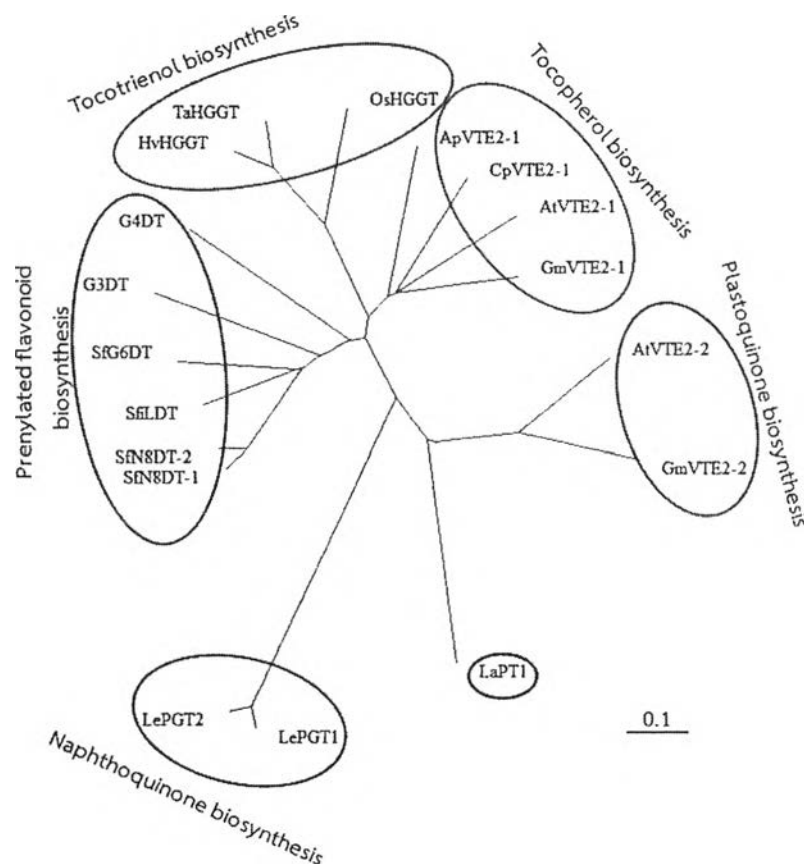 Tocotrienol biosynthesis
TaHGGT
HvHGGT
OsHGGT
Tocopherol biosynthesis
ApVTE2-1
CpVTE2-1
AtVTE2-1
GmVTE2-1
Prenylated flavonoid
biosynthesis
G4DT
G3DT
SfG6DT
SfiLDT
SfN8DT-2
SfN8DT-1
Plastoquinone biosynthesis
AtVTE2-2
GmVTE2-2
LaPT1
LePGT2
LePGT1
Naphthoquinone biosynthesis
0.1